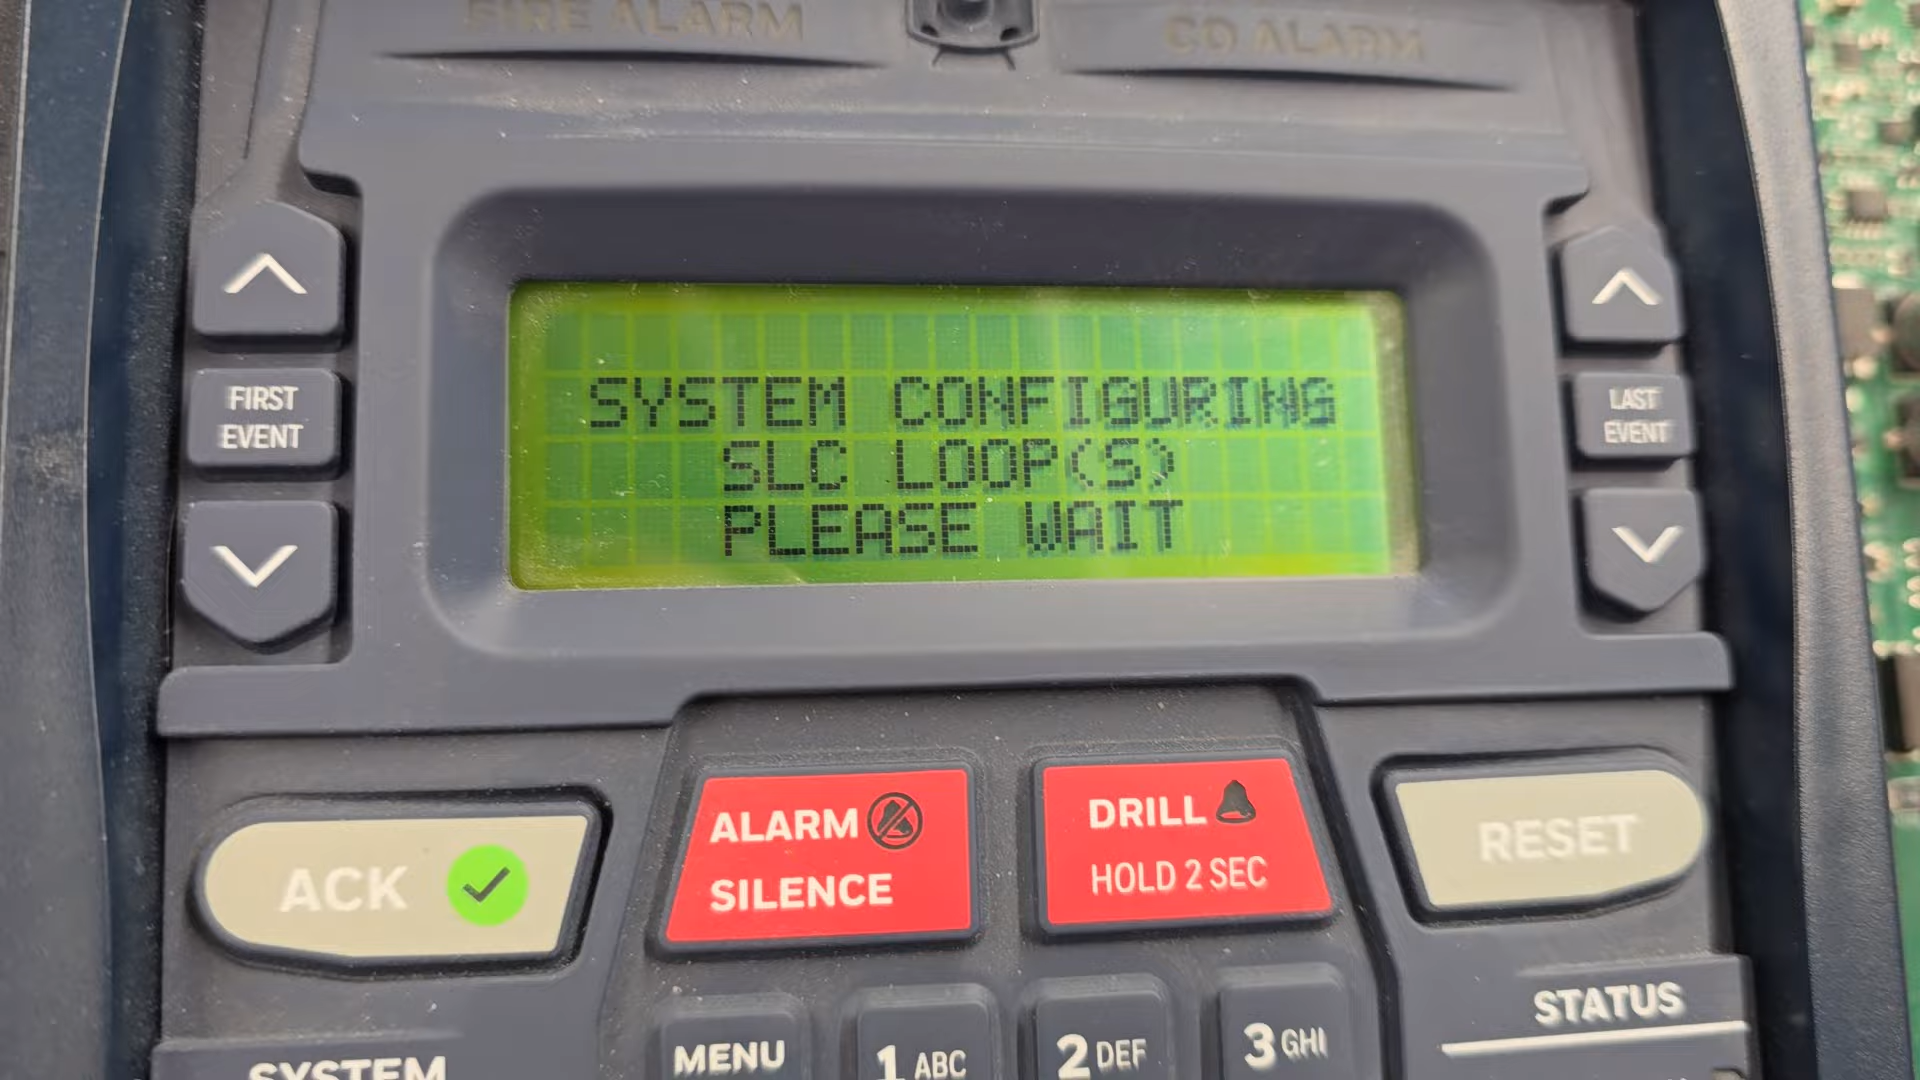 FIRE ALARM
CO ALARM
FIRST
EVENT
LAST
EVENT
SYSTEM CONFIGURING
SLC LOOP(S)
PLEASE WAIT
ACK
ALARM
SILENCE
DRILL
HOLD 2 SEC
RESET
SYSTEM
MENU
1 ABC
2 DEF
3 GHI
STATUS